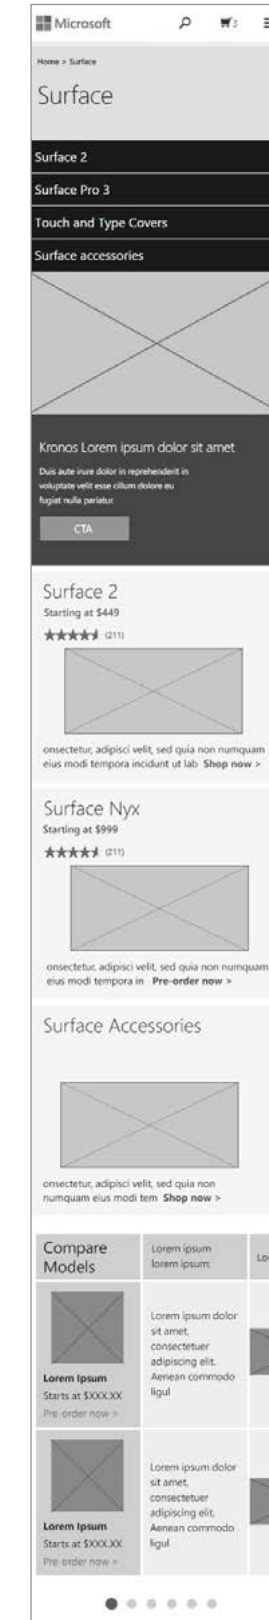 Microsoft 3
Home > Surface
Surface
Surface 2
Surface Pro 3
Touch and Type Covers
Surface accessories
Kronos Lorem ipsum dolor sit amet
Duis aute irure dolor in reprehenderit in
voluptate velit esse cillum dolore eu
fugiat nulla pariatur.
CTA
Surface 2
Starting at $449
(211)
onsectetur, adipisci velit, sed quia non numquam
eius modi tempora incidunt ut lab Shop now >
Surface Nyx
Starting at $999
(211)
onsectetur, adipisci velit, sed quia non numquam
eius modi tempora in Pre-order now >
Surface Accessories
onsectetur, adipisci velit, sed quia non
numquam eius modi tem Shop now >
Compare
Models
Lorem ipsum
lorem ipsum:
Lo
Lorem ipsum dolor
sit amet,
consectetuer
adipiscing elit.
Aenean commodo
ligul
Lorem Ipsum
Starts at $XXX.XX
Pre-order now >
Lorem ipsum dolor
sit amet,
consectetuer
adipiscing elit.
Aenean commodo
ligul
Lorem Ipsum
Starts at $XXX.XX
Pre-order now >